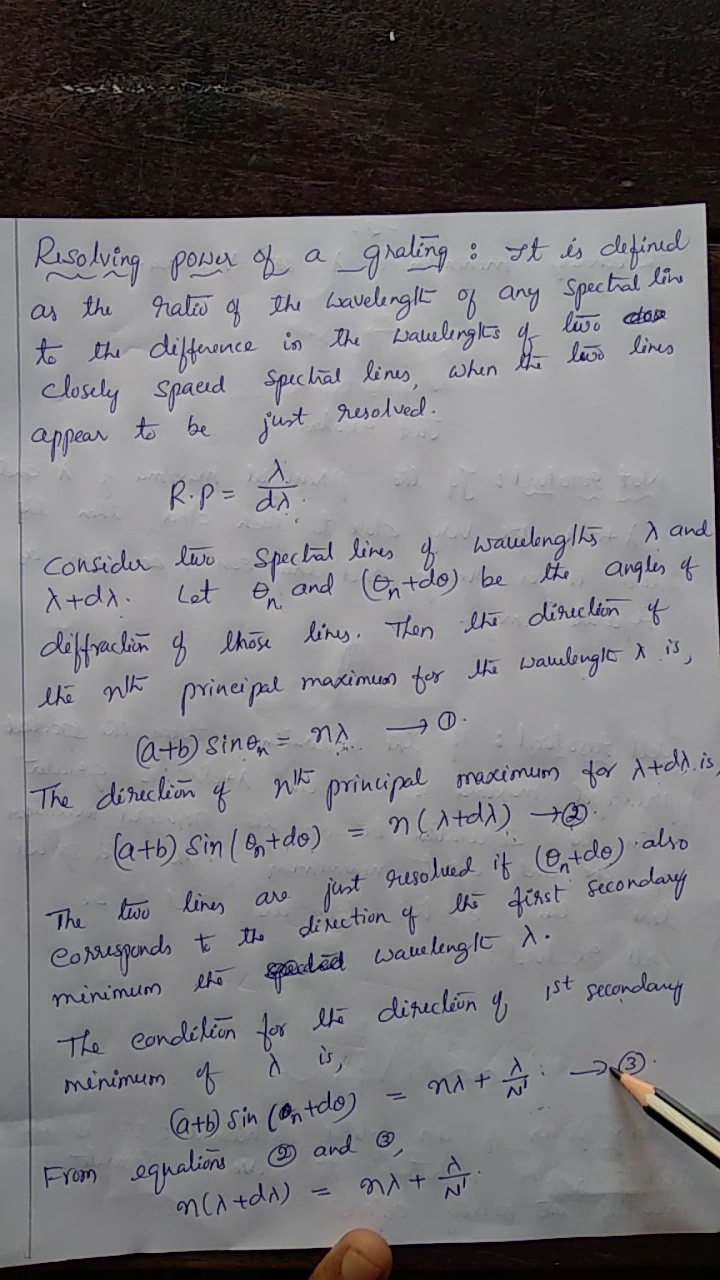 Resolving power of a grating : It is defined
as the ratio of the wavelength of any spectral line
to the difference in the wavelengths of two close
closely spaced spectral lines, when the two lines
appear to be just resolved.
R.P = λ/dλ.
Consider two spectral lines of wavelengths λ and
λ+dλ. Let θn and (θn+dθ) be the angles of
diffraction of those lines. Then the direction of
the nth principal maximum for the wavelength λ is,
(a+b) sinθn = nλ → ①.
The direction of nth principal maximum for λ+dλ is,
(a+b) Sin(θn+dθ) = n(λ+dλ) → ②.
The two lines are just resolved if (θn+dθ) also
corresponds to the direction of the first secondary
minimum the wavelength λ.
The condition for the direction of 1st secondary
minimum of λ is,
(a+b) sin (θn+dθ) = nλ + λ/N' → ③.
From equations ② and ③,
n(λ+dλ) = nλ + λ/N'.